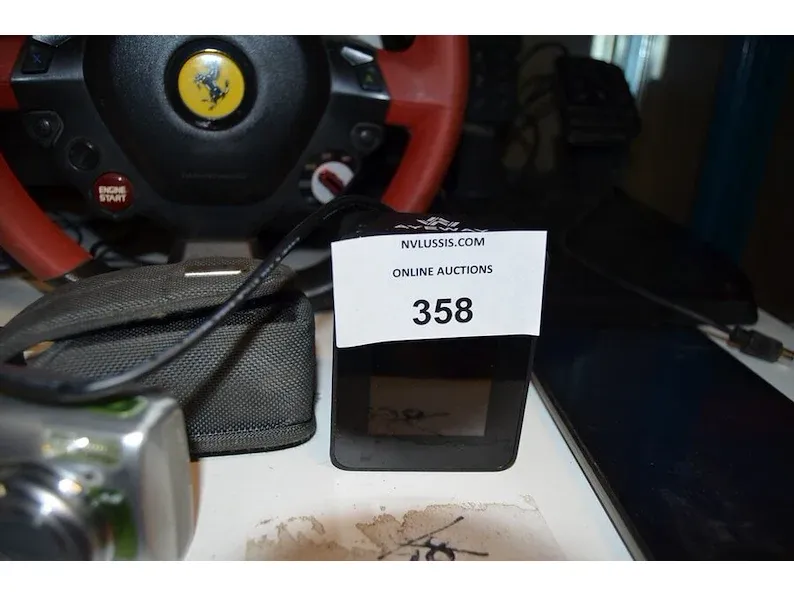 ENGINE
START
NVLUSSIS.COM
ONLINE AUCTIONS
358